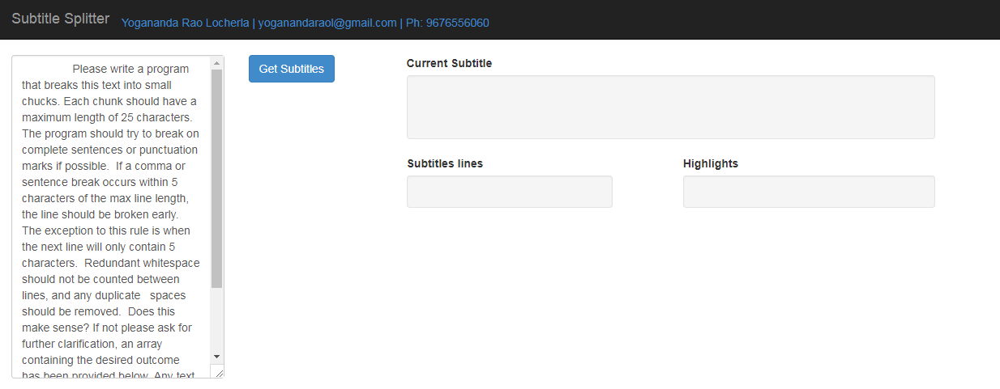 Subtitle Splitter Yogananda Rao Locherla | yoganandaraol@gmail.com | Ph: 9676556060
Please write a program
that breaks this text into small
chucks. Each chunk should have a
maximum length of 25 characters.
The program should try to break on
complete sentences or punctuation
marks if possible.  If a comma or
sentence break occurs within 5
characters of the max line length,
the line should be broken early.
The exception to this rule is when
the next line will only contain 5
characters.  Redundant whitespace
should not be counted between
lines, and any duplicate   spaces
should be removed.  Does this
make sense? If not please ask for
further clarification, an array
containing the desired outcome
has been provided below. Any text
Get Subtitles
Current Subtitle
Subtitles lines
Highlights